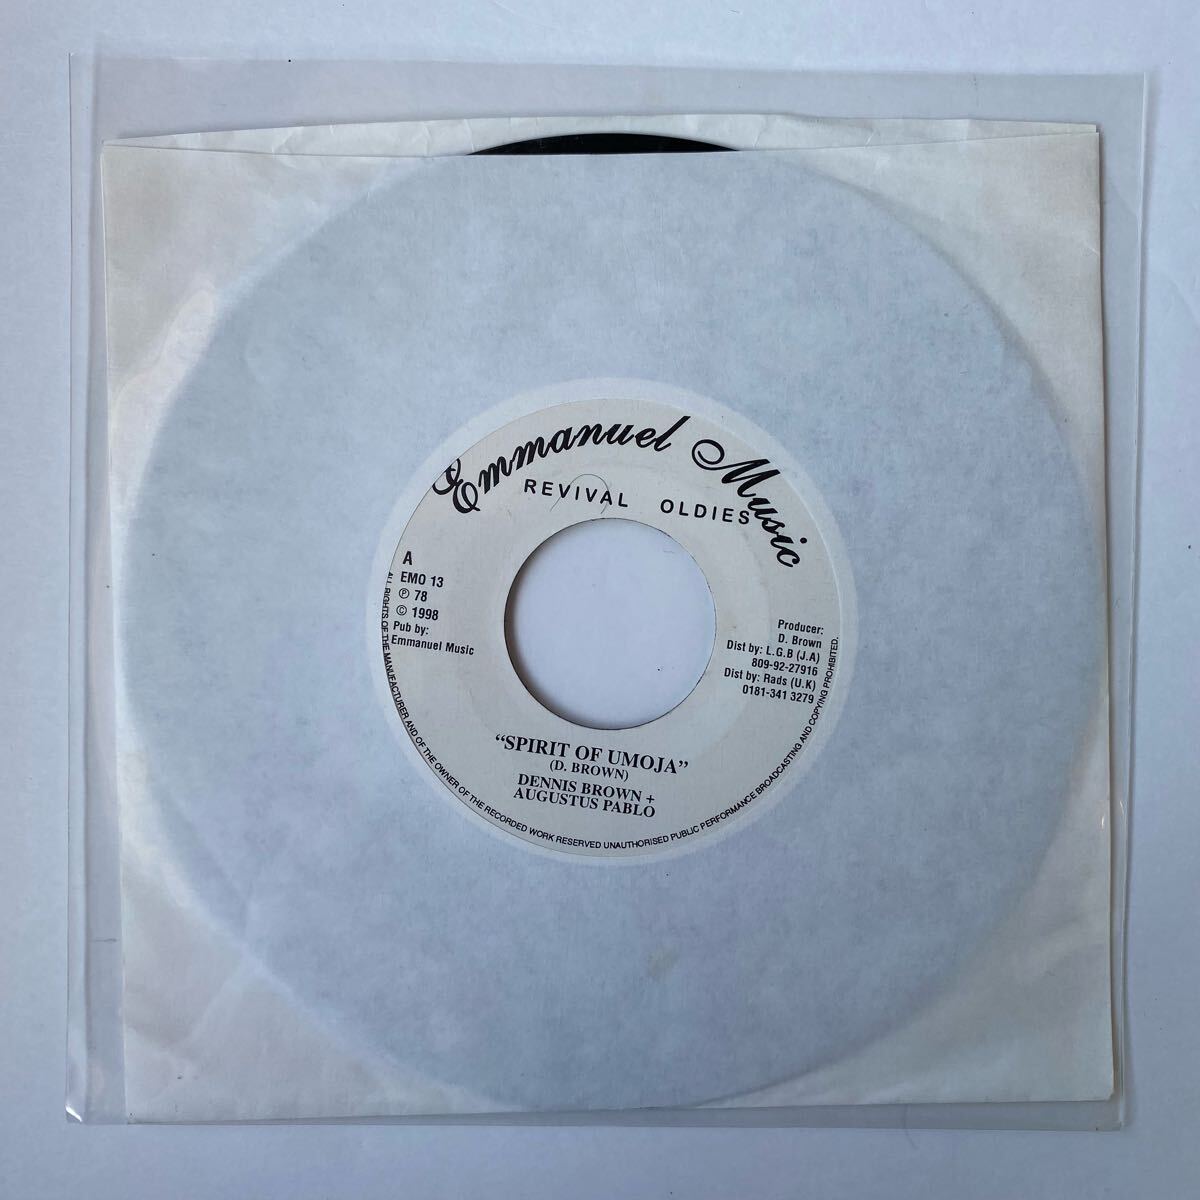 Emmanuel Music
REVIVAL OLDIES
A
EMO 13
℗ 78
© 1998
Pub by:
Emmanuel Music
Producer:
D. Brown
Dist by: L.G.B (J.A)
809-92-27916
Dist by: Rads (U.K)
0181-341 3279
"SPIRIT OF UMOJA"
(D. BROWN)
DENNIS BROWN +
AUGUSTUS PABLO
ALL RIGHTS OF THE MANUFACTURER AND OF THE OWNER OF THE RECORDED WORK RESERVED UNAUTHORISED PUBLIC PERFORMANCE BROADCASTING AND COPYING PROHIBITED.